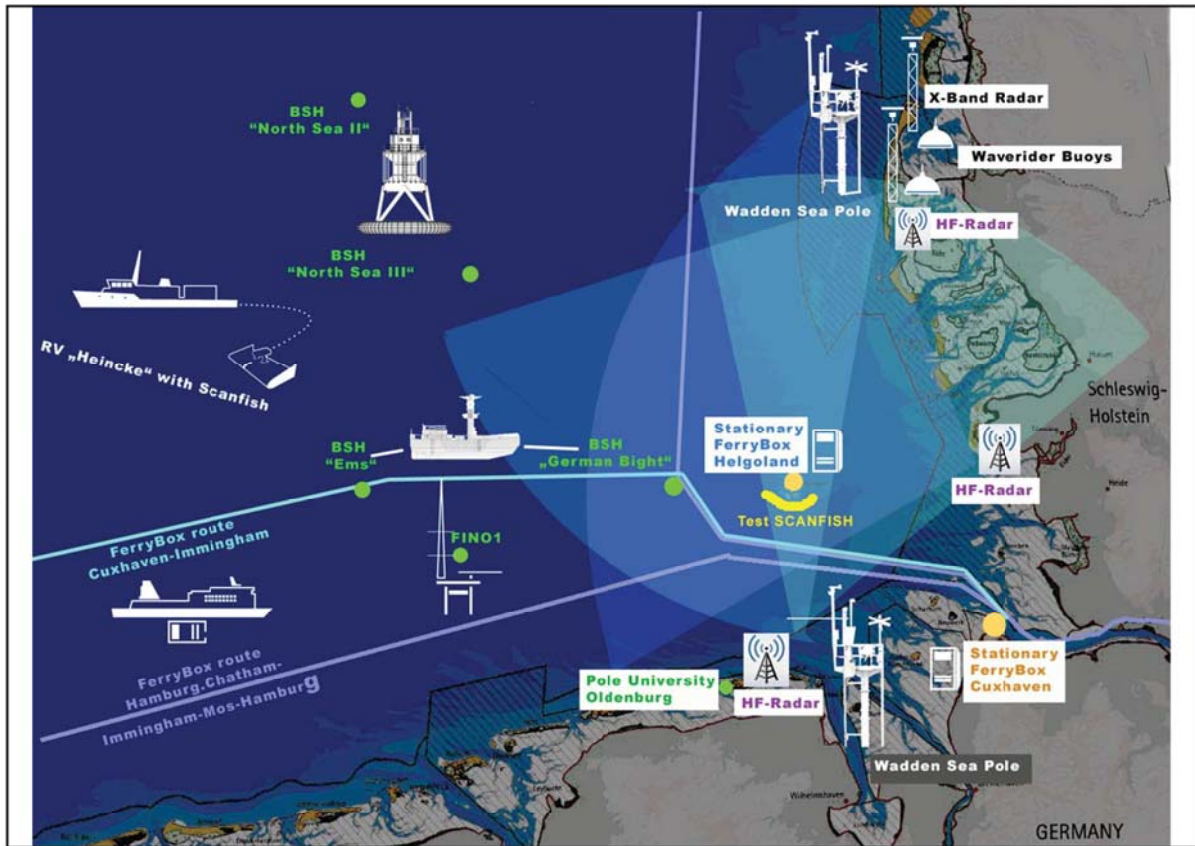 BSH
"North Sea II"
X-Band Radar
Waverider Buoys
Wadden Sea Pole
HF-Radar
BSH
"North Sea III"
RV „Heincke“ with Scanfish
Schleswig-
Holstein
Husum
Heide
BSH
"Ems"
BSH
„German Bight“
Stationary
FerryBox
Helgoland
HF-Radar
Test SCANFISH
FerryBox route
Cuxhaven-Immingham
FINO1
FerryBox route
Hamburg.Chatham-
Immingham-Mos-Hamburg
Pole University
Oldenburg
HF-Radar
Stationary
FerryBox
Cuxhaven
Wadden Sea Pole
Wilhelmshaven
GERMANY